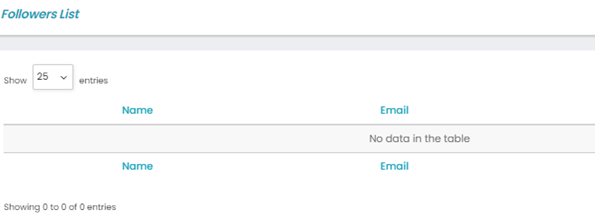 Followers List
Show 25 entries
Name Email
No data in the table
Name Email
Showing 0 to 0 of 0 entries